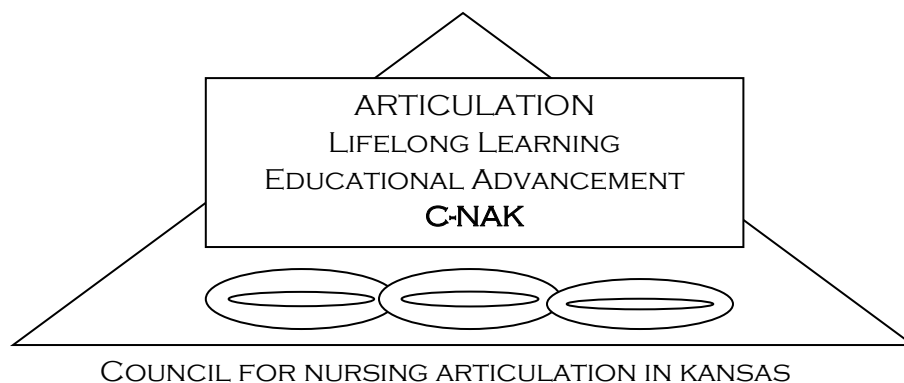 ARTICULATION
LIFELONG LEARNING
EDUCATIONAL ADVANCEMENT
C-NAK
COUNCIL FOR NURSING ARTICULATION IN KANSAS